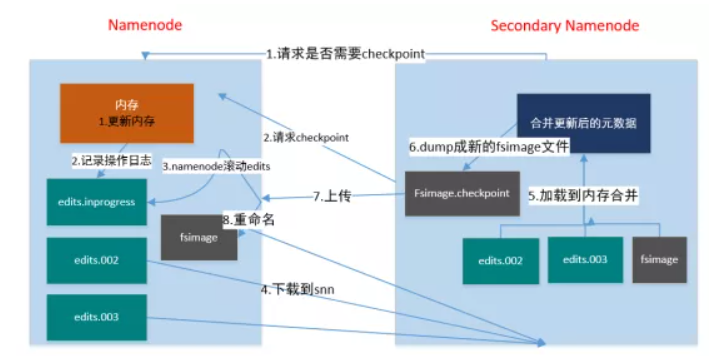 Namenode
Secondary Namenode
1.请求是否需要checkpoint
内存
1.更新内存
合并更新后的元数据
2.请求checkpoint
6.dump成新的fsimage文件
2.记录操作日志
3.namenode滚动edits
edits.inprogress
7.上传
Fsimage.checkpoint
5.加载到内存合并
8.重命名
fsimage
edits.002
edits.002
edits.003
fsimage
4.下载到snn
edits.003